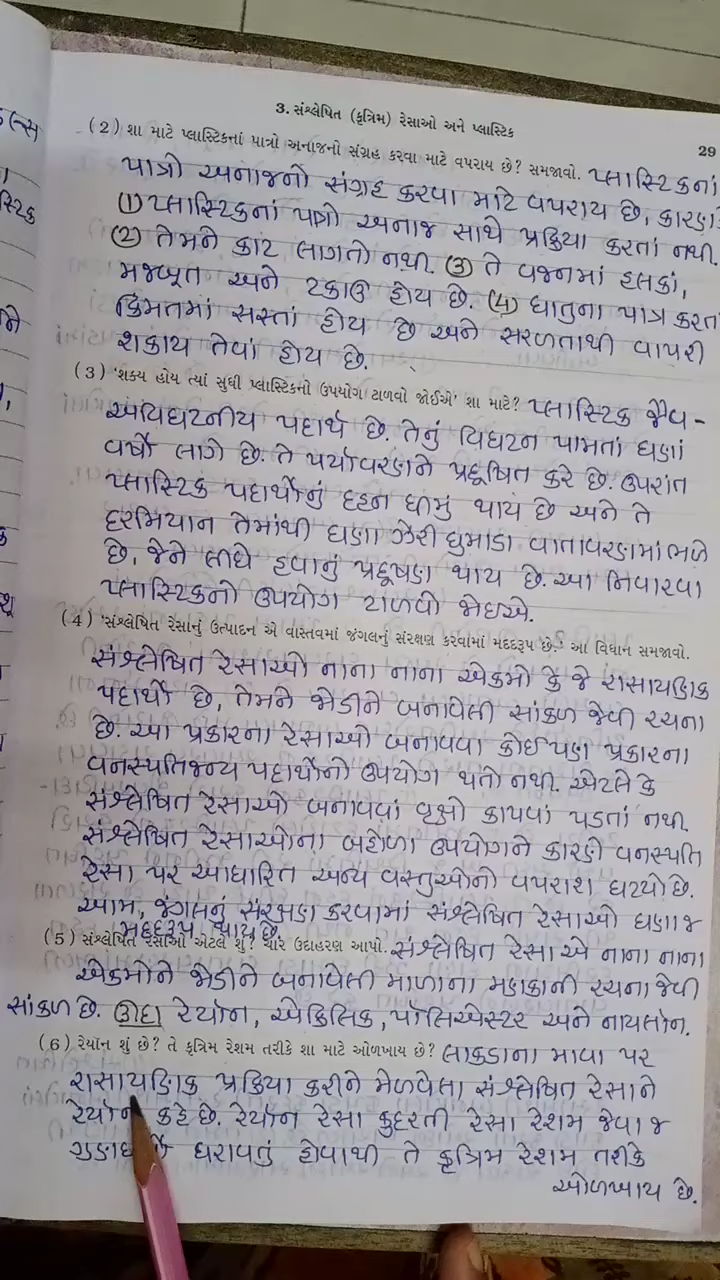 3. સંશ્લેષિત (કૃત્રિમ) રેસાઓ અને પ્લાસ્ટિક
29
(2) શા માટે પ્લાસ્ટિકનાં પાત્રો અનાજનો સંગ્રહ કરવા માટે વપરાય છે? સમજાવો. પ્લાસ્ટિકનાં
પાત્રો અનાજનો સંગ્રહ કરવા માટે વપરાય છે, કારણ
(1) પ્લાસ્ટિકનાં પાત્રો અનાજ સાથે પ્રક્રિયા કરતાં નથી.
(2) તેમને કાટ લાગતો નથી. (3) તે વજનમાં હલકાં,
મજબૂત અને ટકાઉ હોય છે. (4) ધાતુના પાત્ર કરતા
કિંમતમાં સસ્તાં હોય છે અને સરળતાથી વાપરી
શકાય તેવાં હોય છે.
(3) 'શક્ય હોય ત્યાં સુધી પ્લાસ્ટિકનો ઉપયોગ ટાળવો જોઈએ' શા માટે? પ્લાસ્ટિક જૈવ-
અવિઘટનીય પદાર્થ છે. તેનું વિઘટન પામતાં ઘણાં
વર્ષો લાગે છે. તે પર્યાવરણને પ્રદૂષિત કરે છે. ઉપરાંત
પ્લાસ્ટિક પદાર્થોનું દહન ધીમું થાય છે અને તે
દરમિયાન તેમાંથી ઘણા ઝેરી ધુમાડા વાતાવરણમાં ભળે
છે, જેને લીધે હવાનું પ્રદૂષણ થાય છે. આ નિવારવા
પ્લાસ્ટિકનો ઉપયોગ ટાળવો જોઇએ.
(4) 'સંશ્લેષિત રેસાનું ઉત્પાદન એ વાસ્તવમાં જંગલનું સંરક્ષણ કરવામાં મદદરૂપ છે.' આ વિધાન સમજાવો.
સંશ્લેષિત રેસાઓ નાના નાના એકમો કે જે રાસાયણિક
પદાર્થો છે, તેમને જોડીને બનાવેલી સાંકળ જેવી રચના
છે. આ પ્રકારના રેસાઓ બનાવવા કોઈપણ પ્રકારના
વનસ્પતિજન્ય પદાર્થોનો ઉપયોગ થતો નથી. એટલે કે
સંશ્લેષિત રેસાઓ બનાવવાં વૃક્ષો કાપવાં પડતાં નથી.
સંશ્લેષિત રેસાઓના બહોળા ઉપયોગને કારણે વનસ્પતિ
રેસા પર આધારિત અન્ય વસ્તુઓનો વપરાશ ઘટ્યો છે.
આમ, જંગલનું સંરક્ષણ કરવામાં સંશ્લેષિત રેસાઓ ઘણા જ
મદદરૂપ થાય છે.
(5) સંશ્લેષિત રેસાઓ એટલે શું? ચાર ઉદાહરણ આપો. સંશ્લેષિત રેસા એ નાના નાના
એકમોને જોડીને બનાવેલી માળાના મણકાની રચના જેવી
સાંકળ છે. ઊદા રેયોન, એક્રિલિક, પૉલિએસ્ટર અને નાયલોન.
(6) રેયૉન શું છે? તે કૃત્રિમ રેશમ તરીકે શા માટે ઓળખાય છે? લાકડાના માવા પર
રાસાયણિક પ્રક્રિયા કરીને મેળવેલા સંશ્લેષિત રેસાને
રેયૉન કહે છે. રેયૉન રેસા કુદરતી રેસા રેશમ જેવા જ
ગુણધર્મો ધરાવતું હોવાથી તે કૃત્રિમ રેશમ તરીકે
ઓળખાય છે.